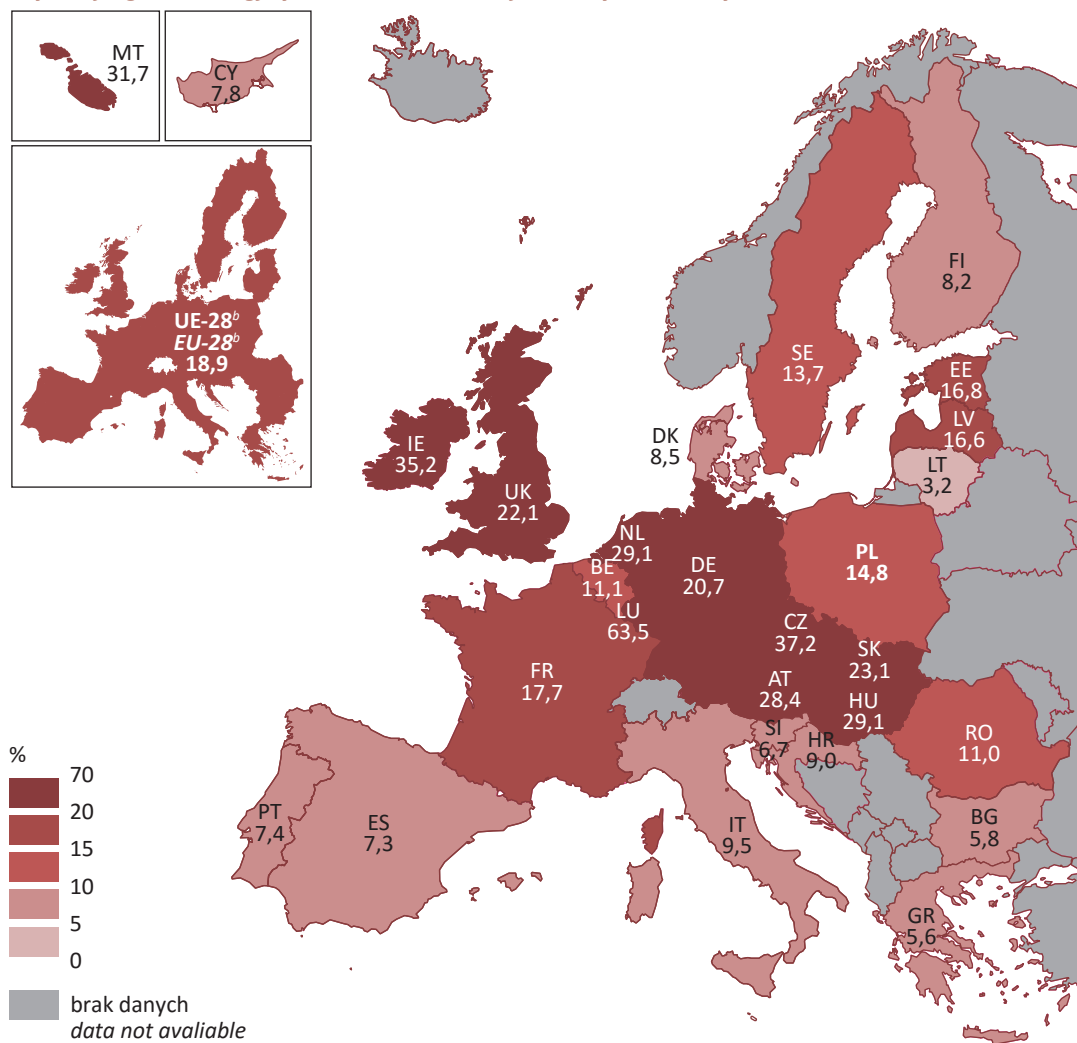 MT
31,7
CY
7,8
UE-28ᵇ
EU-28ᵇ
18,9
FI
8,2
SE
13,7
EE
16,8
LV
16,6
LT
3,2
DK
8,5
IE
35,2
UK
22,1
NL
29,1
BE
11,1
LU
63,5
DE
20,7
PL
14,8
CZ
37,2
SK
23,1
AT
28,4
HU
29,1
FR
17,7
SI
6,7
HR
9,0
RO
11,0
BG
5,8
PT
7,4
ES
7,3
IT
9,5
GR
5,6
%
70
20
15
10
5
0
brak danych
data not avaliable